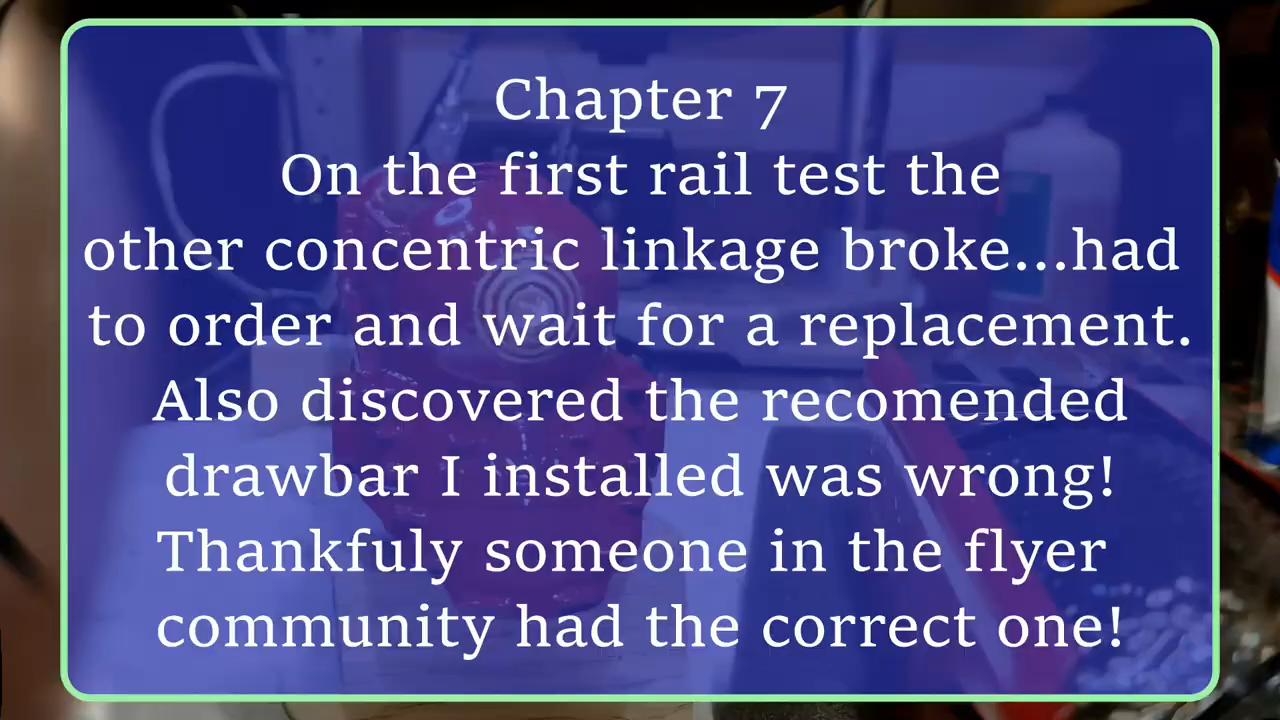 Chapter 7
On the first rail test the
other concentric linkage broke...had
to order and wait for a replacement.
Also discovered the recomended
drawbar I installed was wrong!
Thankfuly someone in the flyer
community had the correct one!